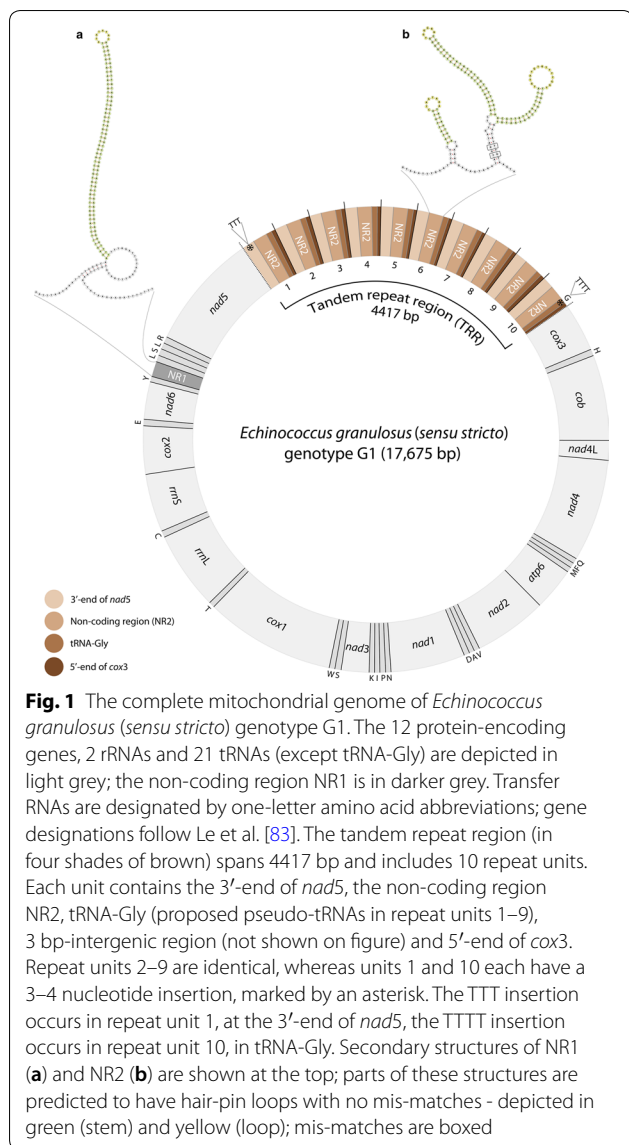 a
b
TTT
NR2
NR2
NR2
NR2
NR2
NR2
NR2
NR2
NR2
NR2
TTTT
G
1
2
3
4
5
6
7
8
9
10
Tandem repeat region (TRR)
4417 bp
nad5
cox3
H
cob
nad4L
nad4
MFQ
atp6
nad2
DAV
nad1
K I P N
nad3
W S
cox1
T
rrnL
C
rrnS
cox2
E
nad6
Y
NR1
L S L R
Echinococcus granulosus (sensu stricto)
genotype G1 (17,675 bp)
3′-end of nad5
Non-coding region (NR2)
tRNA-Gly
5′-end of cox3
Fig. 1 The complete mitochondrial genome of Echinococcus
granulosus (sensu stricto) genotype G1. The 12 protein-encoding
genes, 2 rRNAs and 21 tRNAs (except tRNA-Gly) are depicted in
light grey; the non-coding region NR1 is in darker grey. Transfer
RNAs are designated by one-letter amino acid abbreviations; gene
designations follow Le et al. [83]. The tandem repeat region (in
four shades of brown) spans 4417 bp and includes 10 repeat units.
Each unit contains the 3′-end of nad5, the non-coding region
NR2, tRNA-Gly (proposed pseudo-tRNAs in repeat units 1–9),
3 bp-intergenic region (not shown on figure) and 5′-end of cox3.
Repeat units 2–9 are identical, whereas units 1 and 10 each have a
3–4 nucleotide insertion, marked by an asterisk. The TTT insertion
occurs in repeat unit 1, at the 3′-end of nad5, the TTTT insertion
occurs in repeat unit 10, in tRNA-Gly. Secondary structures of NR1
(a) and NR2 (b) are shown at the top; parts of these structures are
predicted to have hair-pin loops with no mis-matches - depicted in
green (stem) and yellow (loop); mis-matches are boxed